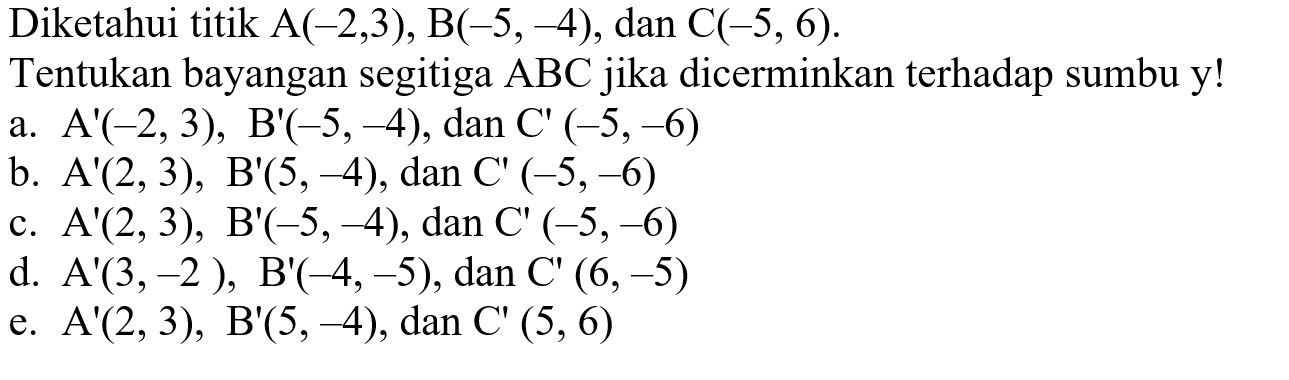 Diketahui titik A(–2,3), B(–5, –4), dan C(–5, 6).
Tentukan bayangan segitiga ABC jika dicerminkan terhadap sumbu y!
a. A'(–2, 3), B'(–5, –4), dan C' (–5, –6)
b. A'(2, 3), B'(5, –4), dan C' (–5, –6)
c. A'(2, 3), B'(–5, –4), dan C' (–5, –6)
d. A'(3, –2 ), B'(–4, –5), dan C' (6, –5)
e. A'(2, 3), B'(5, –4), dan C' (5, 6)